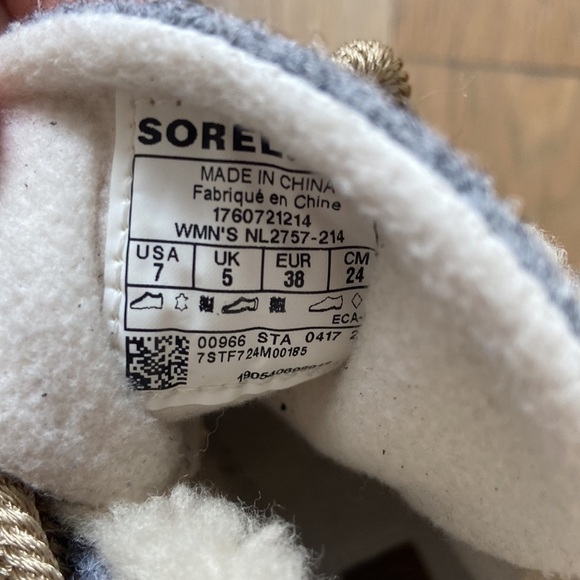 SOREL
MADE IN CHINA
Fabriqué en Chine
1760721214
WMN'S NL2757-214
USA UK EUR CM
7 5 38 24
ECA-
00966 STA 0417 2
7STF724M00185